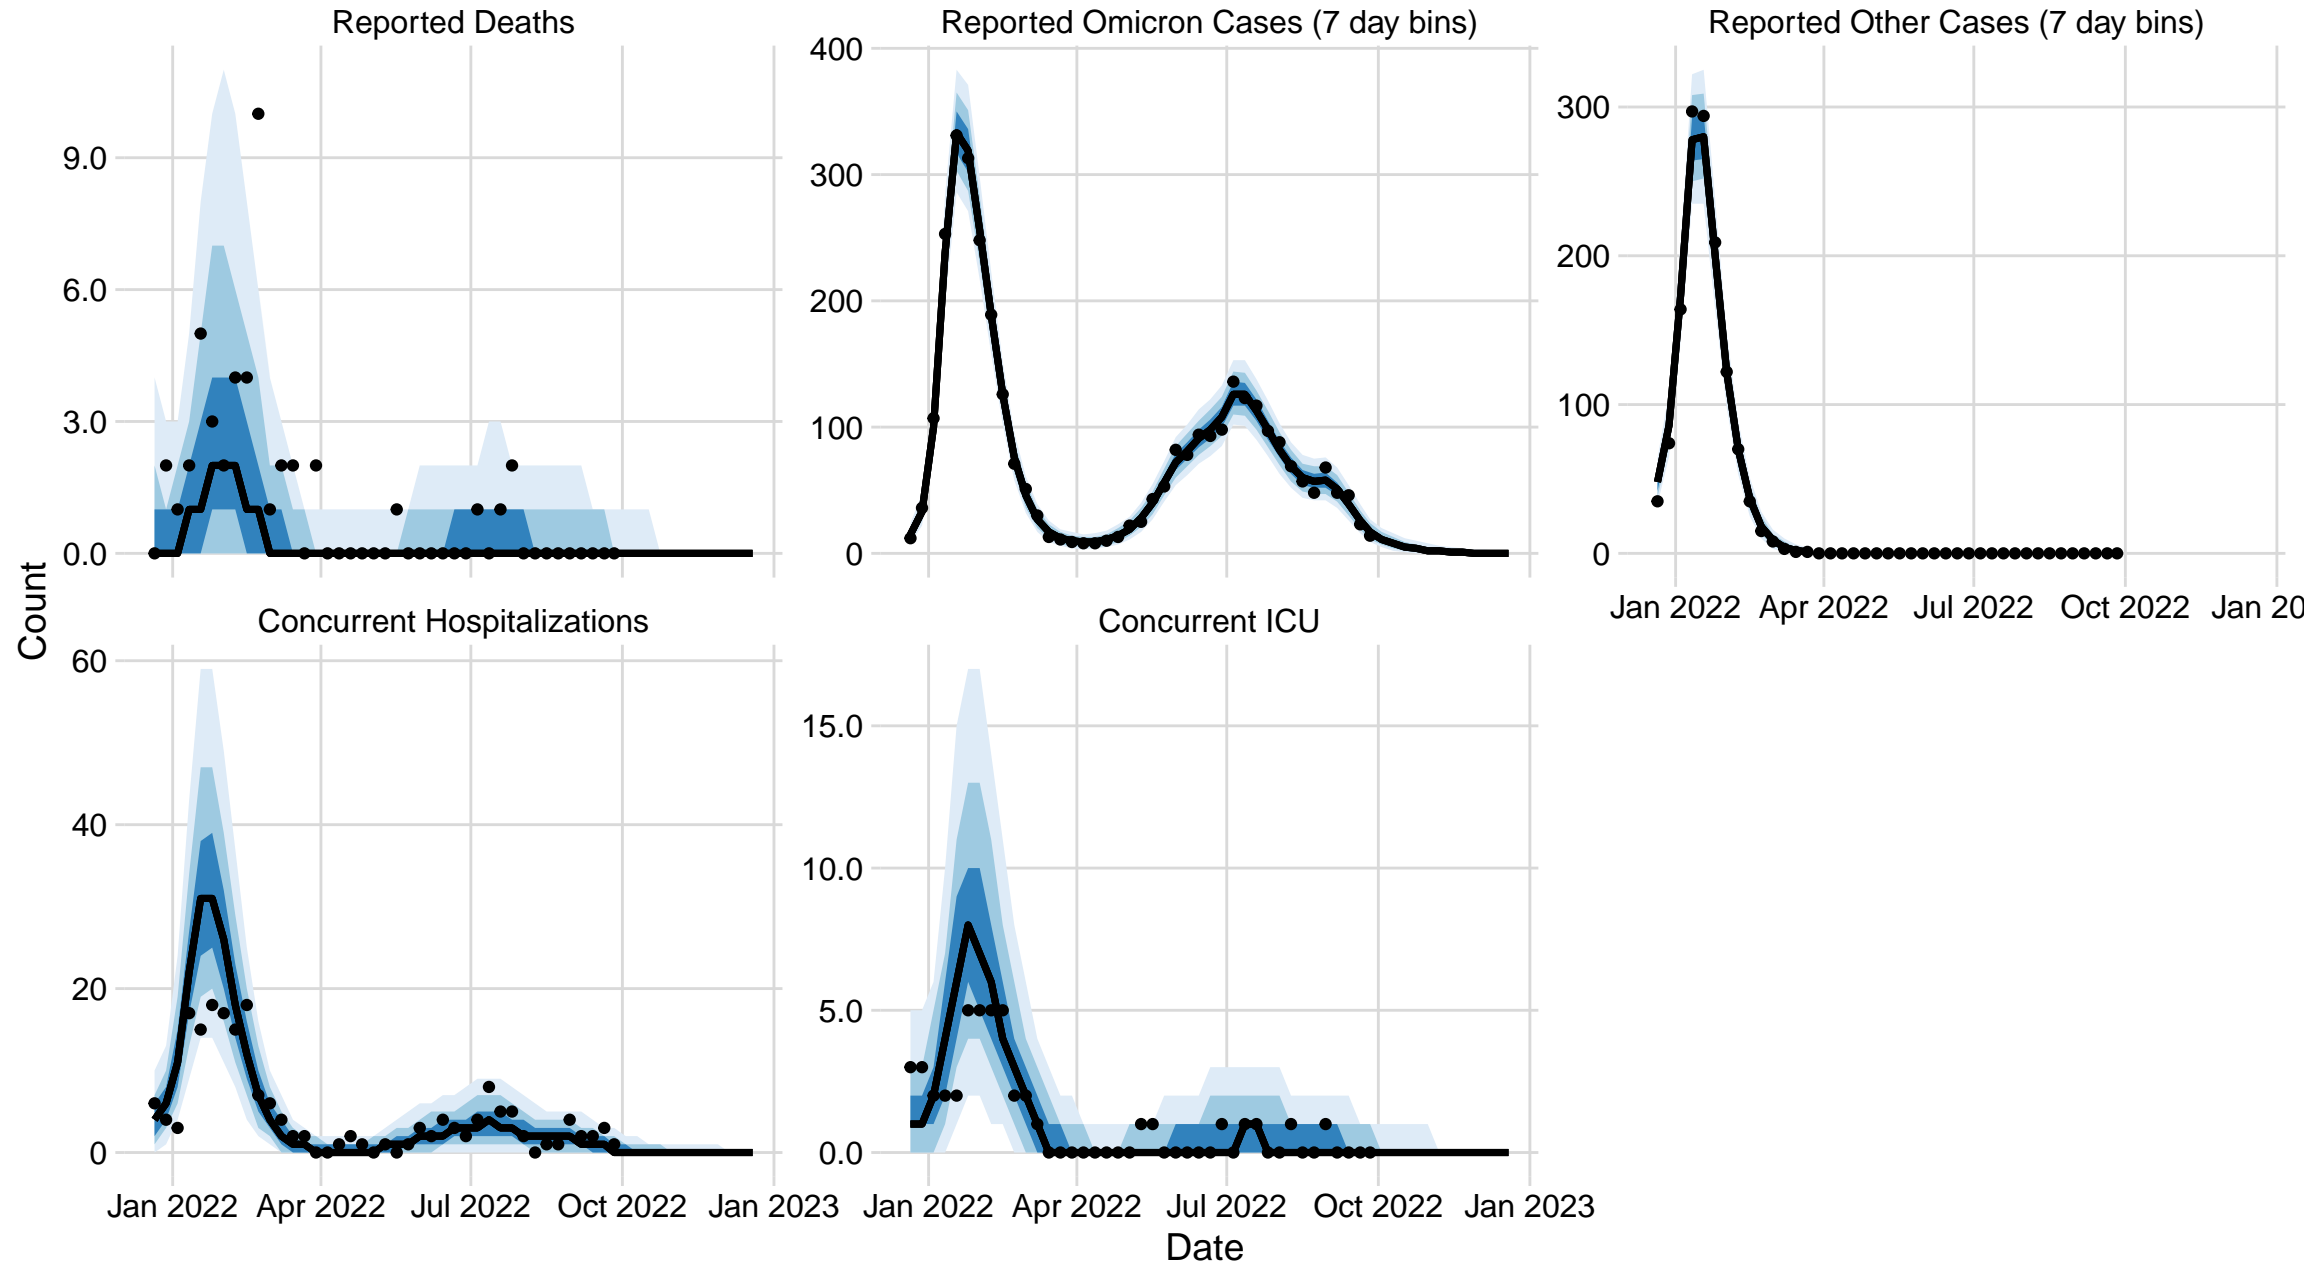 Reported Deaths
Reported Omicron Cases (7 day bins)
Reported Other Cases (7 day bins)
9.0
6.0
3.0
0.0
400
300
200
100
0
300
200
100
0
Jan 2022 Apr 2022 Jul 2022 Oct 2022 Jan 20
Count
Concurrent Hospitalizations
Concurrent ICU
60
40
20
0
15.0
10.0
5.0
0.0
Jan 2022 Apr 2022 Jul 2022 Oct 2022 Jan 2023
Jan 2022 Apr 2022 Jul 2022 Oct 2022 Jan 2023
Date